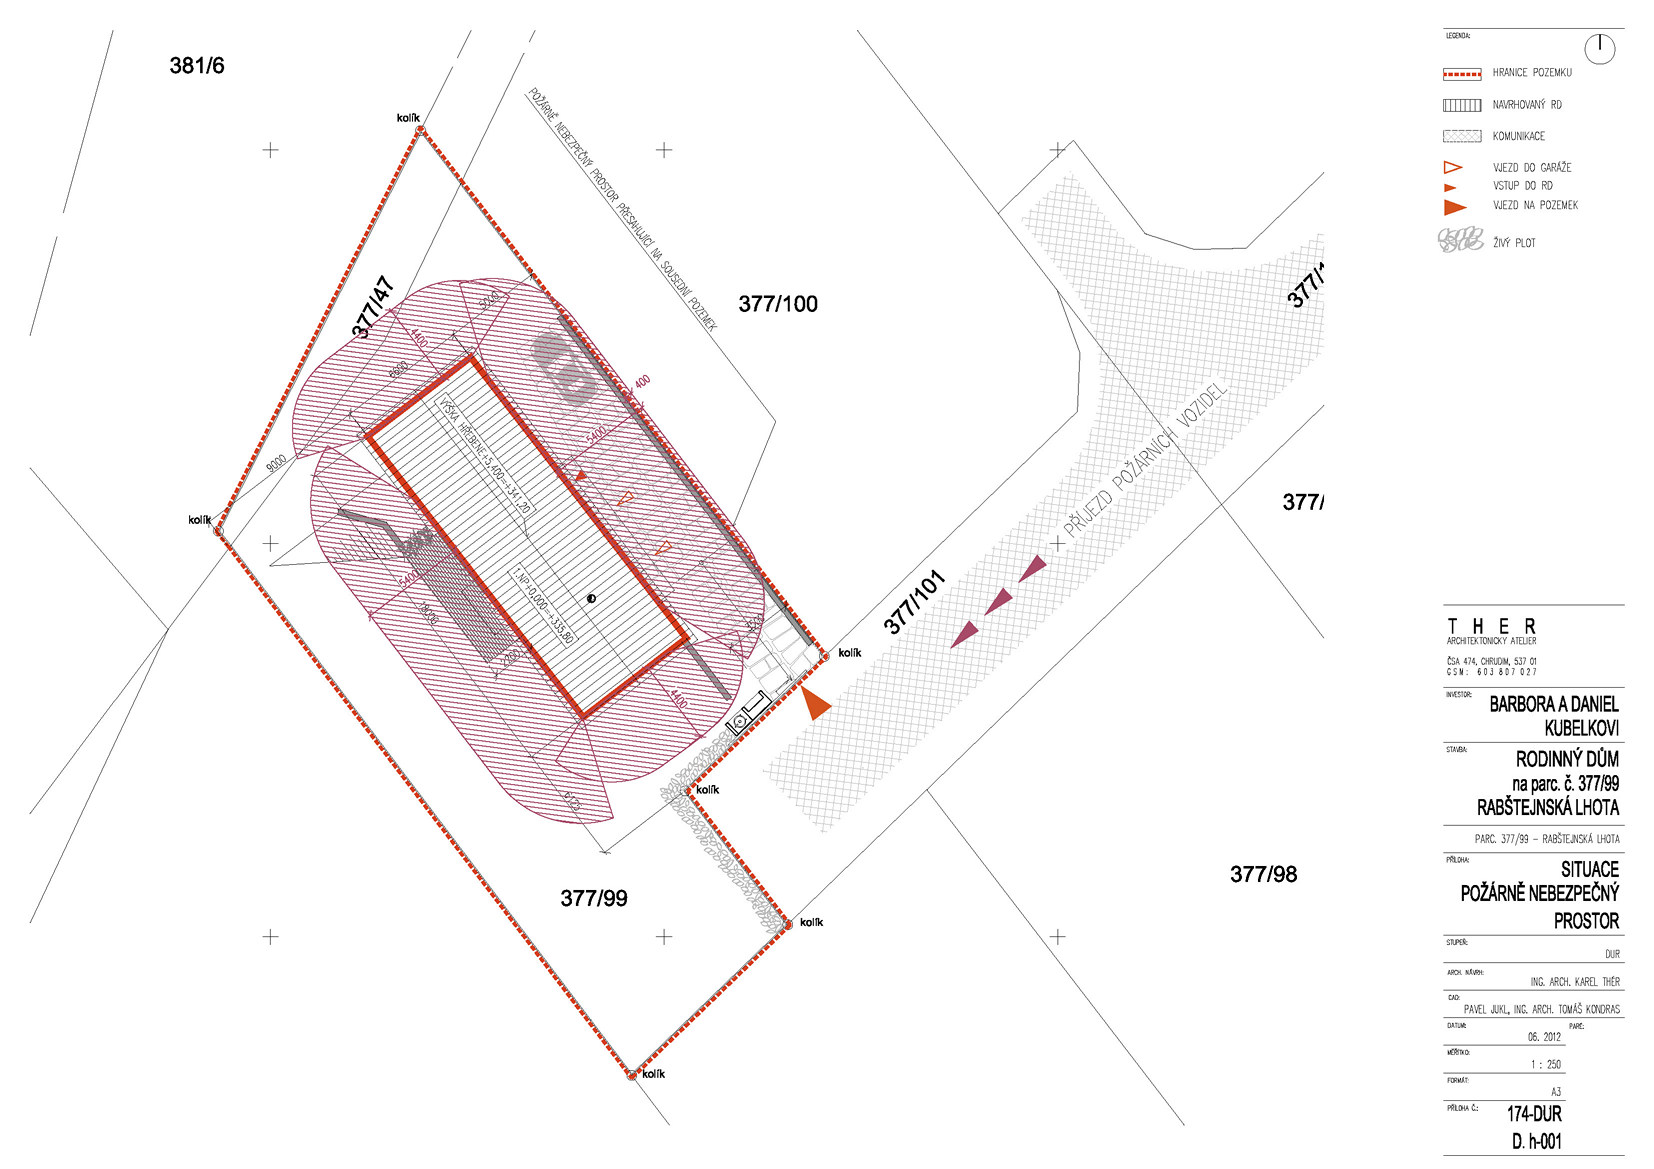 381/6
kolík
POŽÁRNĚ NEBEZPEČNÝ PROSTOR PŘESAHUJÍCÍ NA SOUSEDNÍ POZEMEK
377/47
377/100
5000
4400
6600
400
5400
9000
VÝŠKA HŘEBENE+5,400=+341,20
kolík
PŘÍJEZD POŽÁRNÍCH VOZIDEL
377/1
377/
5400
18000
1.NP+0,000=+335,80
2200
377/101
kolík
4400
kolík
6123
377/99
377/98
kolík
kolík
LEGENDA:
HRANICE POZEMKU
NAVRHOVANÝ RD
KOMUNIKACE
VJEZD DO GARÁŽE
VSTUP DO RD
VJEZD NA POZEMEK
ŽIVÝ PLOT
THER
ARCHITEKTONICKÝ ATELIER
ČSA 474, CHRUDIM, 537 01
GSM: 603 807 027
INVESTOR:
BARBORA A DANIEL
KUBELKOVI
STAVBA:
RODINNÝ DŮM
na parc. č. 377/99
RABŠTEJNSKÁ LHOTA
PARC. 377/99 – RABŠTEJNSKÁ LHOTA
PŘÍLOHA:
SITUACE
POŽÁRNĚ NEBEZPEČNÝ
PROSTOR
STUPEŇ:
DUR
ARCH. NÁVRH:
ING. ARCH. KAREL THÉR
CAD:
PAVEL JUKL, ING. ARCH. TOMÁŠ KONDRAS
DATUM:
PARÉ:
06. 2012
MĚŘÍTKO:
1 : 250
FORMÁT:
A3
PŘÍLOHA Č.:
174-DUR
D. h-001